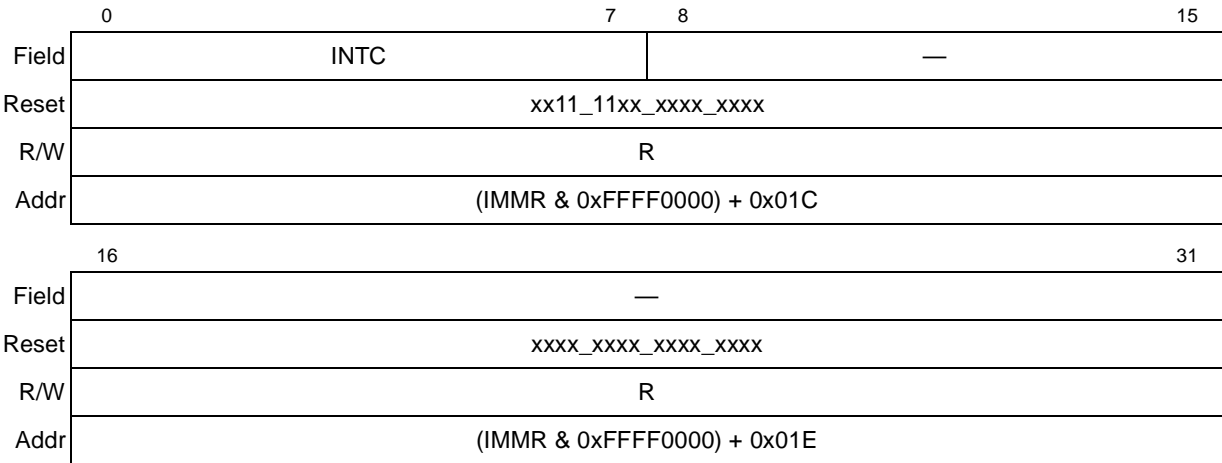 0 7 8 15
Field INTC —
Reset xx11_11xx_xxxx_xxxx
R/W R
Addr (IMMR & 0xFFFF0000) + 0x01C
16 31
Field —
Reset xxxx_xxxx_xxxx_xxxx
R/W R
Addr (IMMR & 0xFFFF0000) + 0x01E